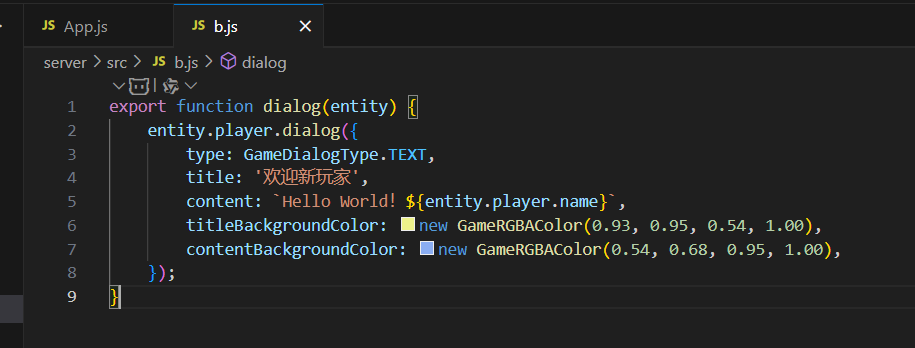 JS App.js JS b.js ×
server > src > JS b.js > dialog
1 export function dialog(entity) {
2     entity.player.dialog({
3         type: GameDialogType.TEXT,
4         title: '欢迎新玩家',
5         content: `Hello World! ${entity.player.name}`,
6         titleBackgroundColor: new GameRGBAColor(0.93, 0.95, 0.54, 1.00),
7         contentBackgroundColor: new GameRGBAColor(0.54, 0.68, 0.95, 1.00),
8     });
9 }